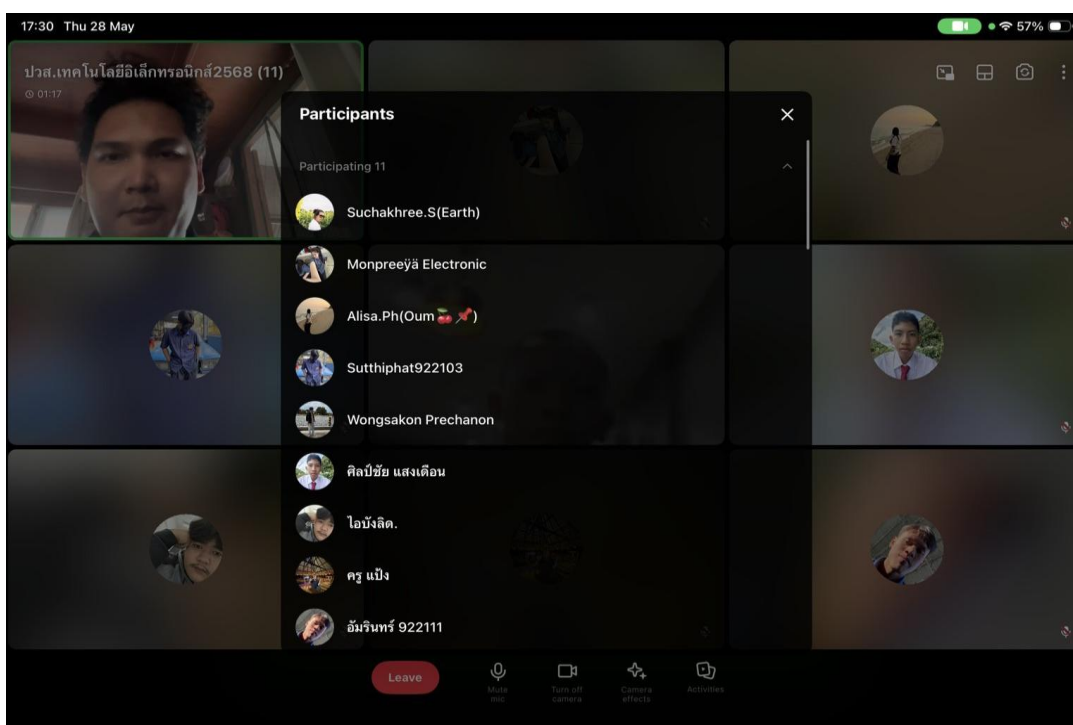 17:30 Thu 28 May
57%
ปวส.เทคโนโลยีอิเล็กทรอนิกส์2568 (11)
01:17
Participants
Participating 11
Suchakhree.S(Earth)
Monpreeÿä Electronic
Alisa.Ph(Oum🍒📌)
Sutthiphat922103
Wongsakon Prechanon
ศิลป์ชัย แสงเดือน
ไอบังลิด.
ครู แป้ง
อัมรินทร์ 922111
Leave
Mute mic
Turn off camera
Camera effects
Activities